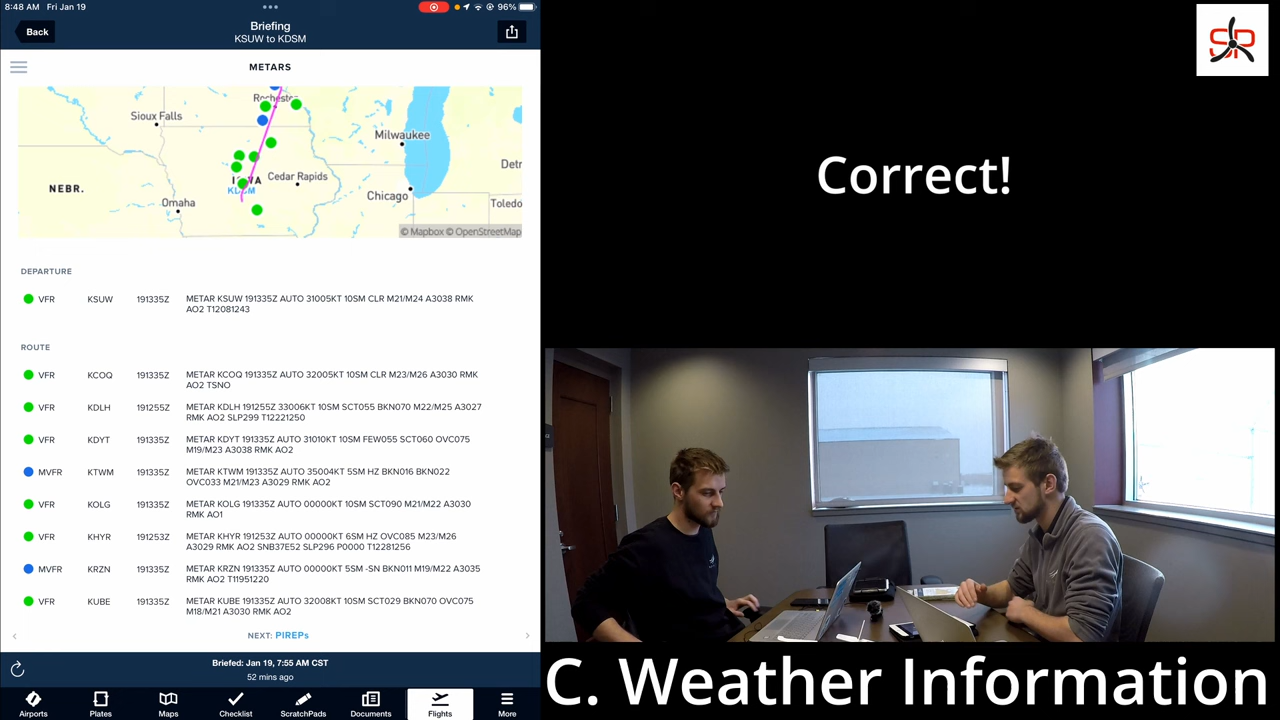 8:48 AM Fri Jan 19
96%
Back
Briefing
KSUW to KDSM
METARS
Rochester
Sioux Falls
Milwaukee
Detr
NEBR.
Cedar Rapids
Chicago
Omaha
Toledo
© Mapbox © OpenStreetMap
DEPARTURE
VFR KSUW 191335Z METAR KSUW 191335Z AUTO 31005KT 10SM CLR M21/M24 A3038 RMK
AO2 T12081243
ROUTE
VFR KCOQ 191335Z METAR KCOQ 191335Z AUTO 32005KT 10SM CLR M23/M26 A3030 RMK
AO2 TSNO
VFR KDLH 191255Z METAR KDLH 191255Z 33006KT 10SM SCT055 BKN070 M22/M25 A3027
RMK AO2 SLP299 T12221250
VFR KDYT 191335Z METAR KDYT 191335Z AUTO 31010KT 10SM FEW055 SCT060 OVC075
M19/M23 A3038 RMK AO2
MVFR KTWM 191335Z METAR KTWM 191335Z AUTO 35004KT 5SM HZ BKN016 BKN022
OVC033 M21/M23 A3029 RMK AO2
VFR KOLG 191335Z METAR KOLG 191335Z AUTO 00000KT 10SM SCT090 M21/M22 A3030
RMK AO1
VFR KHYR 191253Z METAR KHYR 191253Z AUTO 00000KT 6SM HZ OVC085 M23/M26
A3029 RMK AO2 SNB37E52 SLP296 P0000 T12281256
MVFR KRZN 191335Z METAR KRZN 191335Z AUTO 00000KT 5SM -SN BKN011 M19/M22 A3035
RMK AO2 T11951220
VFR KUBE 191335Z METAR KUBE 191335Z AUTO 32008KT 10SM SCT029 BKN070 OVC075
M18/M21 A3030 RMK AO2
NEXT: PIREPs
Briefed: Jan 19, 7:55 AM CST
52 mins ago
Airports
Plates
Maps
Checklist
ScratchPads
Documents
Flights
More
Correct!
C. Weather Information